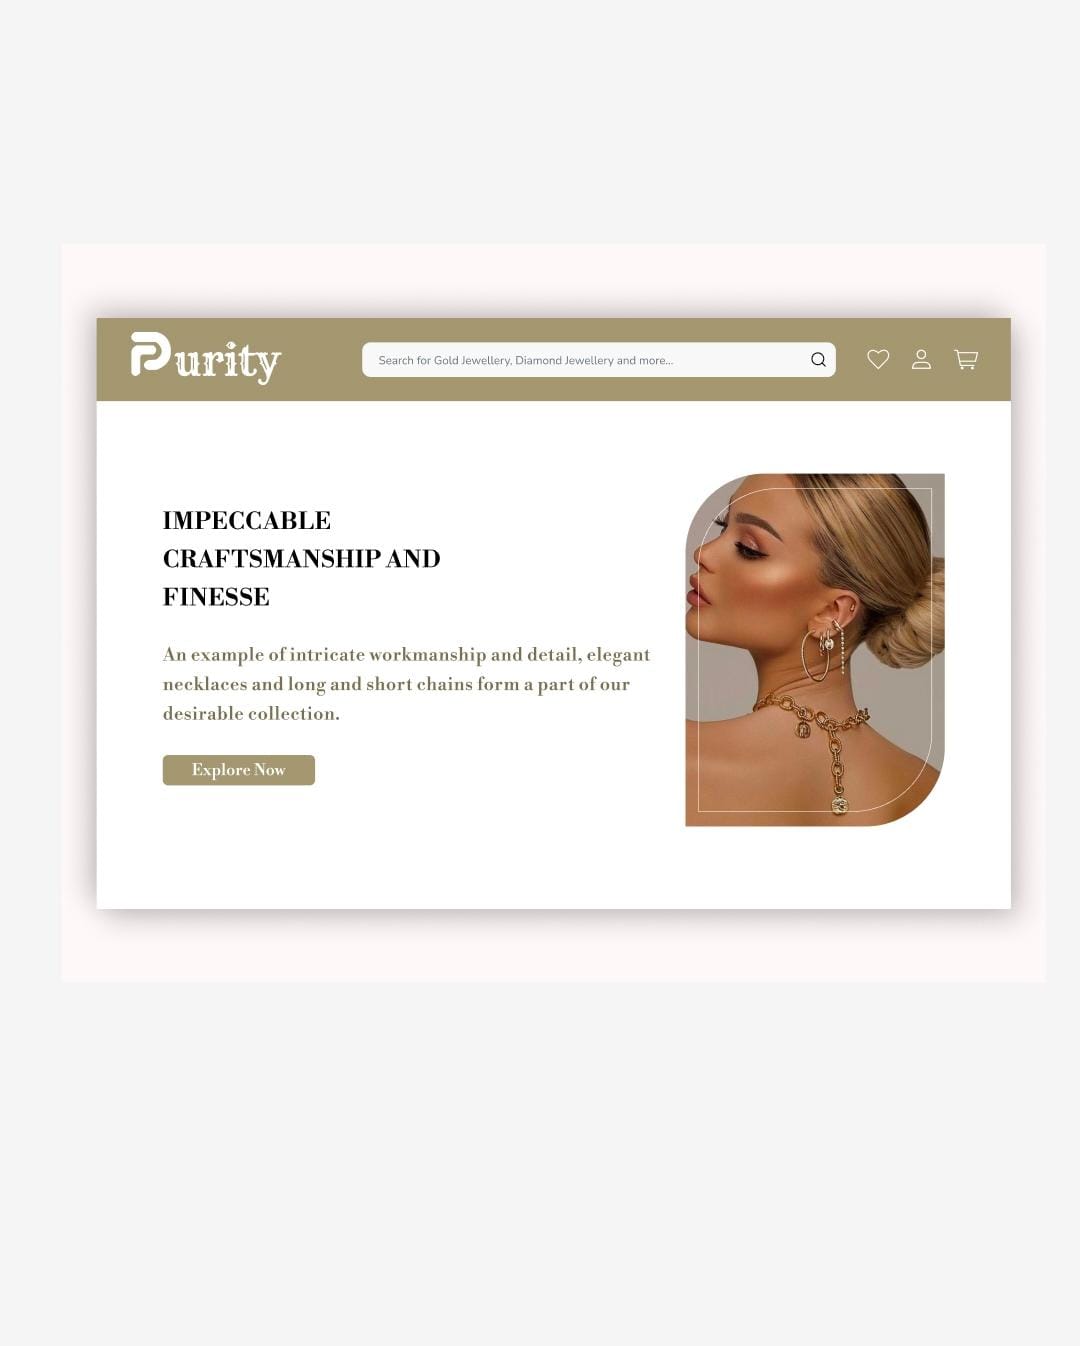 Purity
Search for Gold Jewellery, Diamond Jewellery and more...
IMPECCABLE
CRAFTSMANSHIP AND
FINESSE
An example of intricate workmanship and detail, elegant
necklaces and long and short chains form a part of our
desirable collection.
Explore Now